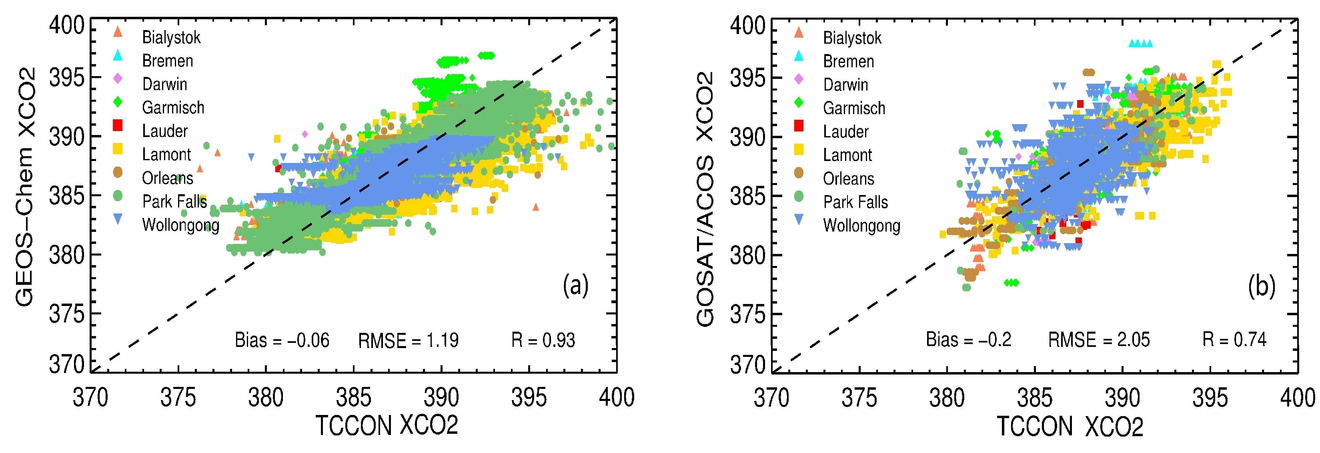 GEOS−Chem XCO2
400
395
390
385
380
375
370
Bialystok
Bremen
Darwin
Garmisch
Lauder
Lamont
Orleans
Park Falls
Wollongong
(a)
Bias = −0.06 RMSE = 1.19 R = 0.93
370 375 380 385 390 395 400
TCCON XCO2
GOSAT/ACOS XCO2
400
395
390
385
380
375
370
Bialystok
Bremen
Darwin
Garmisch
Lauder
Lamont
Orleans
Park Falls
Wollongong
(b)
Bias = −0.2 RMSE = 2.05 R = 0.74
370 375 380 385 390 395 400
TCCON XCO2